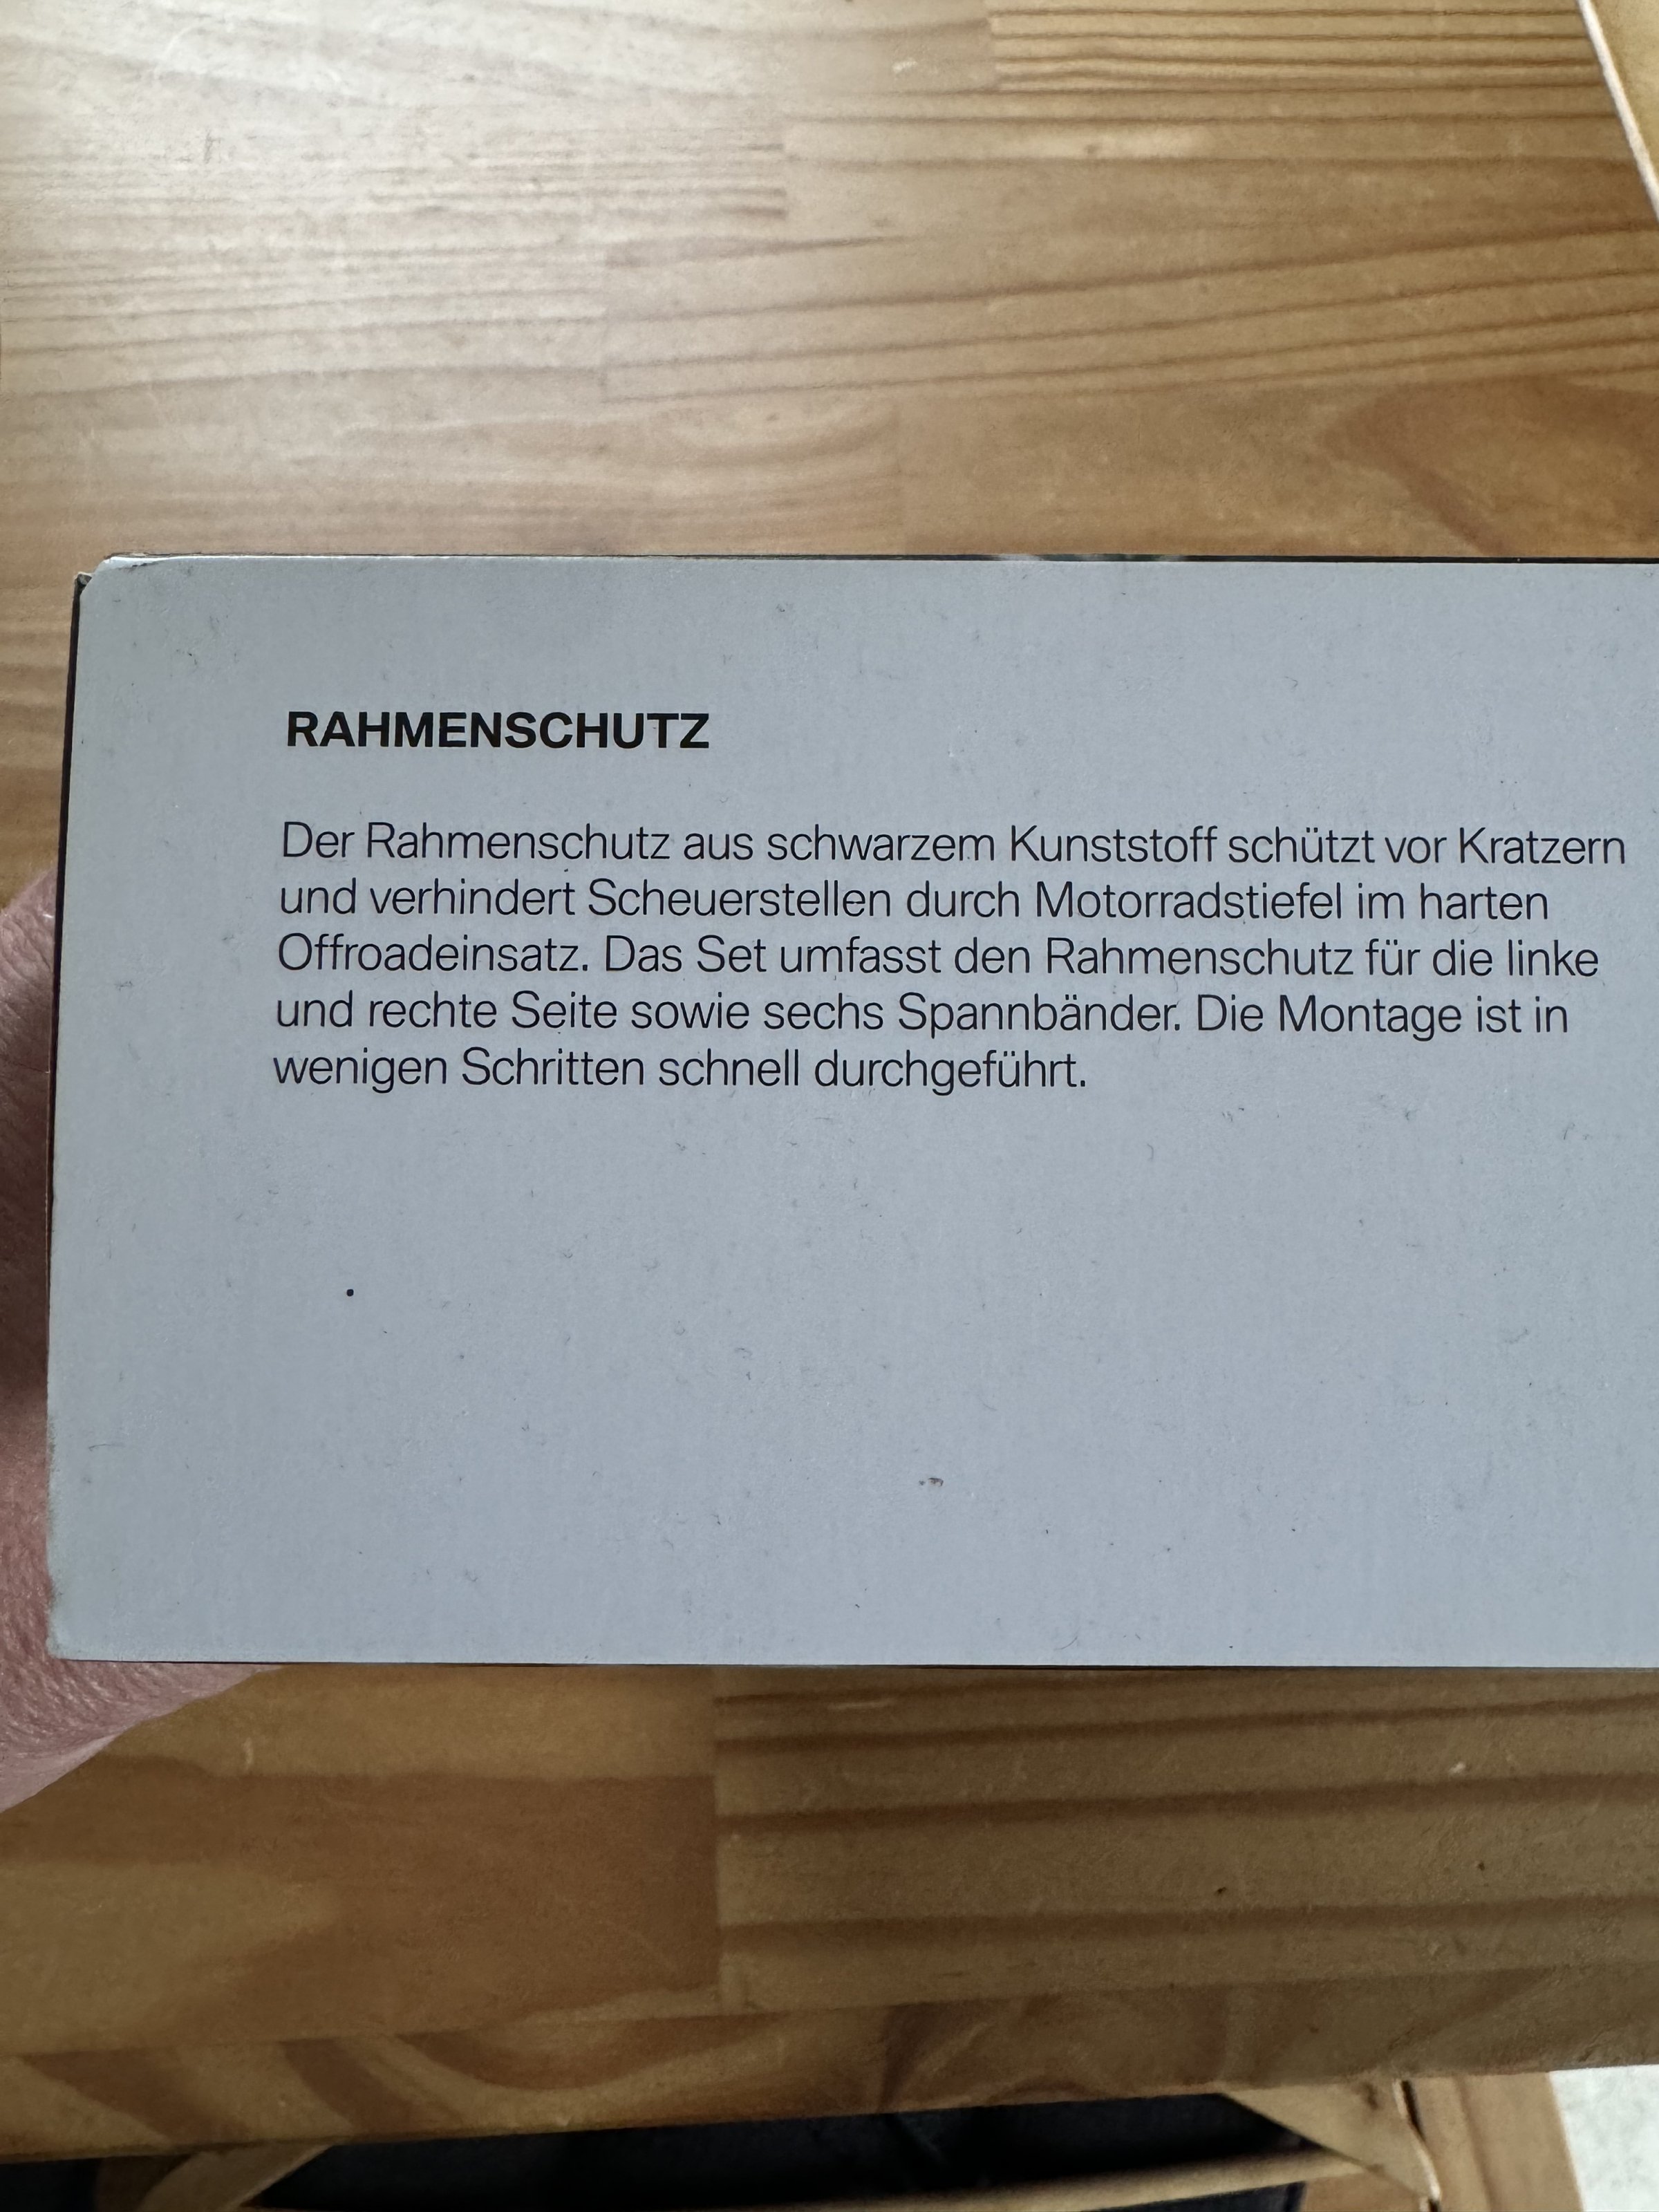 RAHMENSCHUTZ
Der Rahmenschutz aus schwarzem Kunststoff schützt vor Kratzern
und verhindert Scheuerstellen durch Motorradstiefel im harten
Offroadeinsatz. Das Set umfasst den Rahmenschutz für die linke
und rechte Seite sowie sechs Spannbänder. Die Montage ist in
wenigen Schritten schnell durchgeführt.